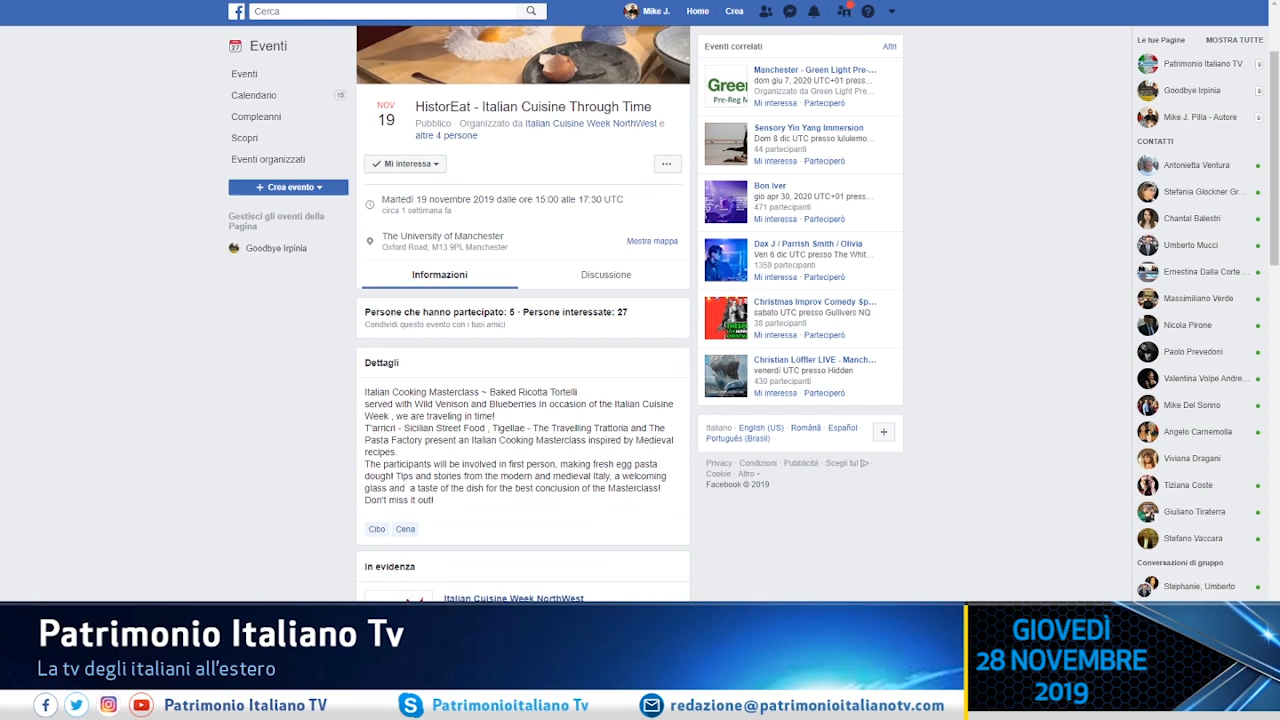 Cerca
Mike J.
Home
Crea
Eventi
Eventi
Calendario
15
Compleanni
Scopri
Eventi organizzati
+ Crea evento
Gestisci gli eventi della
Pagina
Goodbye Irpinia
NOV
19
HistorEat - Italian Cuisine Through Time
Pubblico · Organizzato da Italian Cuisine Week NorthWest e
altre 4 persone
Mi interessa
Martedì 19 novembre 2019 dalle ore 15:00 alle 17:30 UTC
circa 1 settimana fa
The University of Manchester
Oxford Road, M13 9PL Manchester
Mostra mappa
Informazioni
Discussione
Persone che hanno partecipato: 5 · Persone interessate: 27
Condividi questo evento con i tuoi amici
Dettagli
Italian Cooking Masterclass ~ Baked Ricotta Tortelli
served with Wild Venison and Blueberries In occasion of the Italian Cuisine
Week , we are traveling in time!
T'arricrì - Sicilian Street Food , Tigellae - The Travelling Trattoria and The
Pasta Factory present an Italian Cooking Masterclass inspired by Medieval
recipes.
The participants will be involved in first person, making fresh egg pasta
dough! Tips and stories from the modern and medieval Italy, a welcoming
glass and a taste of the dish for the best conclusion of the Masterclass!
Don't miss it out!
Cibo
Cena
In evidenza
Italian Cuisine Week NorthWest
Eventi correlati
Altri
Green
Pre-Reg M
Manchester - Green Light Pre-...
dom giu 7, 2020 UTC+01 press...
Organizzato da Green Light Pre...
Mi interessa · Parteciperò
Sensory Yin Yang Immersion
Dom 8 dic UTC presso lululemo...
44 partecipanti
Mi interessa · Parteciperò
Bon Iver
gio apr 30, 2020 UTC+01 press...
471 partecipanti
Mi interessa · Parteciperò
Dax J / Parrish Smith / Olivia
Ven 6 dic UTC presso The Whit...
1359 partecipanti
Mi interessa · Parteciperò
Christmas Improv Comedy Sp...
sabato UTC presso Gullivers NQ
38 partecipanti
Mi interessa · Parteciperò
Christian Löffler LIVE - Manch...
venerdì UTC presso Hidden
430 partecipanti
Mi interessa · Parteciperò
Italiano · English (US) · Română · Español ·
Português (Brasil)
Privacy · Condizioni · Pubblicità · Scegli tu! ·
Cookie · Altro
Facebook © 2019
Le tue Pagine
MOSTRA TUTTE
Patrimonio Italiano TV
Goodbye Irpinia
Mike J. Pilla - Autore
CONTATTI
Antonietta Ventura
Stefania Glöckner Gr...
Chantal Balestri
Umberto Mucci
Ernestina Dalla Corte ...
Massimiliano Verde
Nicola Pirone
Paolo Prevedoni
Valentina Volpe Andre...
Mike Del Sonno
Angelo Carnemolla
Viviana Dragani
Tiziana Coste
Giuliano Tiraterra
Stefano Vaccara
Conversazioni di gruppo
Stephanie, Umberto
Patrimonio Italiano Tv
La tv degli italiani all'estero
GIOVEDÌ
28 NOVEMBRE
2019
Patrimonio Italiano TV
Patrimonioitaliano Tv
redazione@patrimonioitalianotv.com